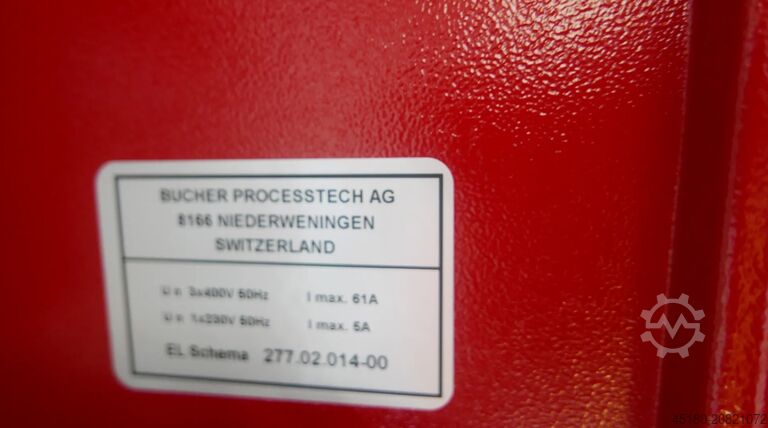 BUCHER PROCESSTECH AG
8166 NIEDERWENINGEN
SWITZERLAND
U = 3x400V 50Hz I max. 61A
U = 1x230V 50Hz I max. 5A
EL Schema 277.02.014-00